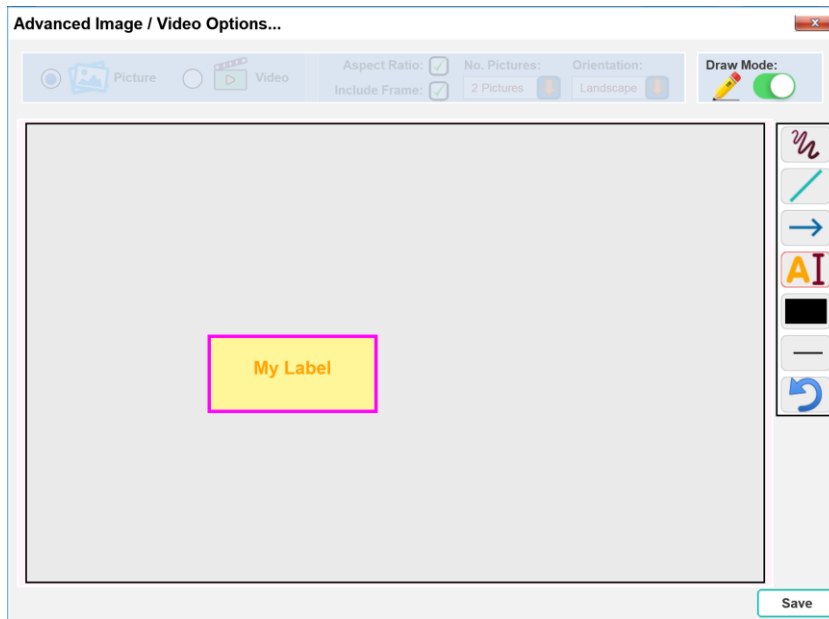 Advanced Image / Video Options...
x
Picture
Video
Aspect Ratio:
Include Frame:
No. Pictures:
2 Pictures
Orientation:
Landscape
Draw Mode:
AI
My Label
Save